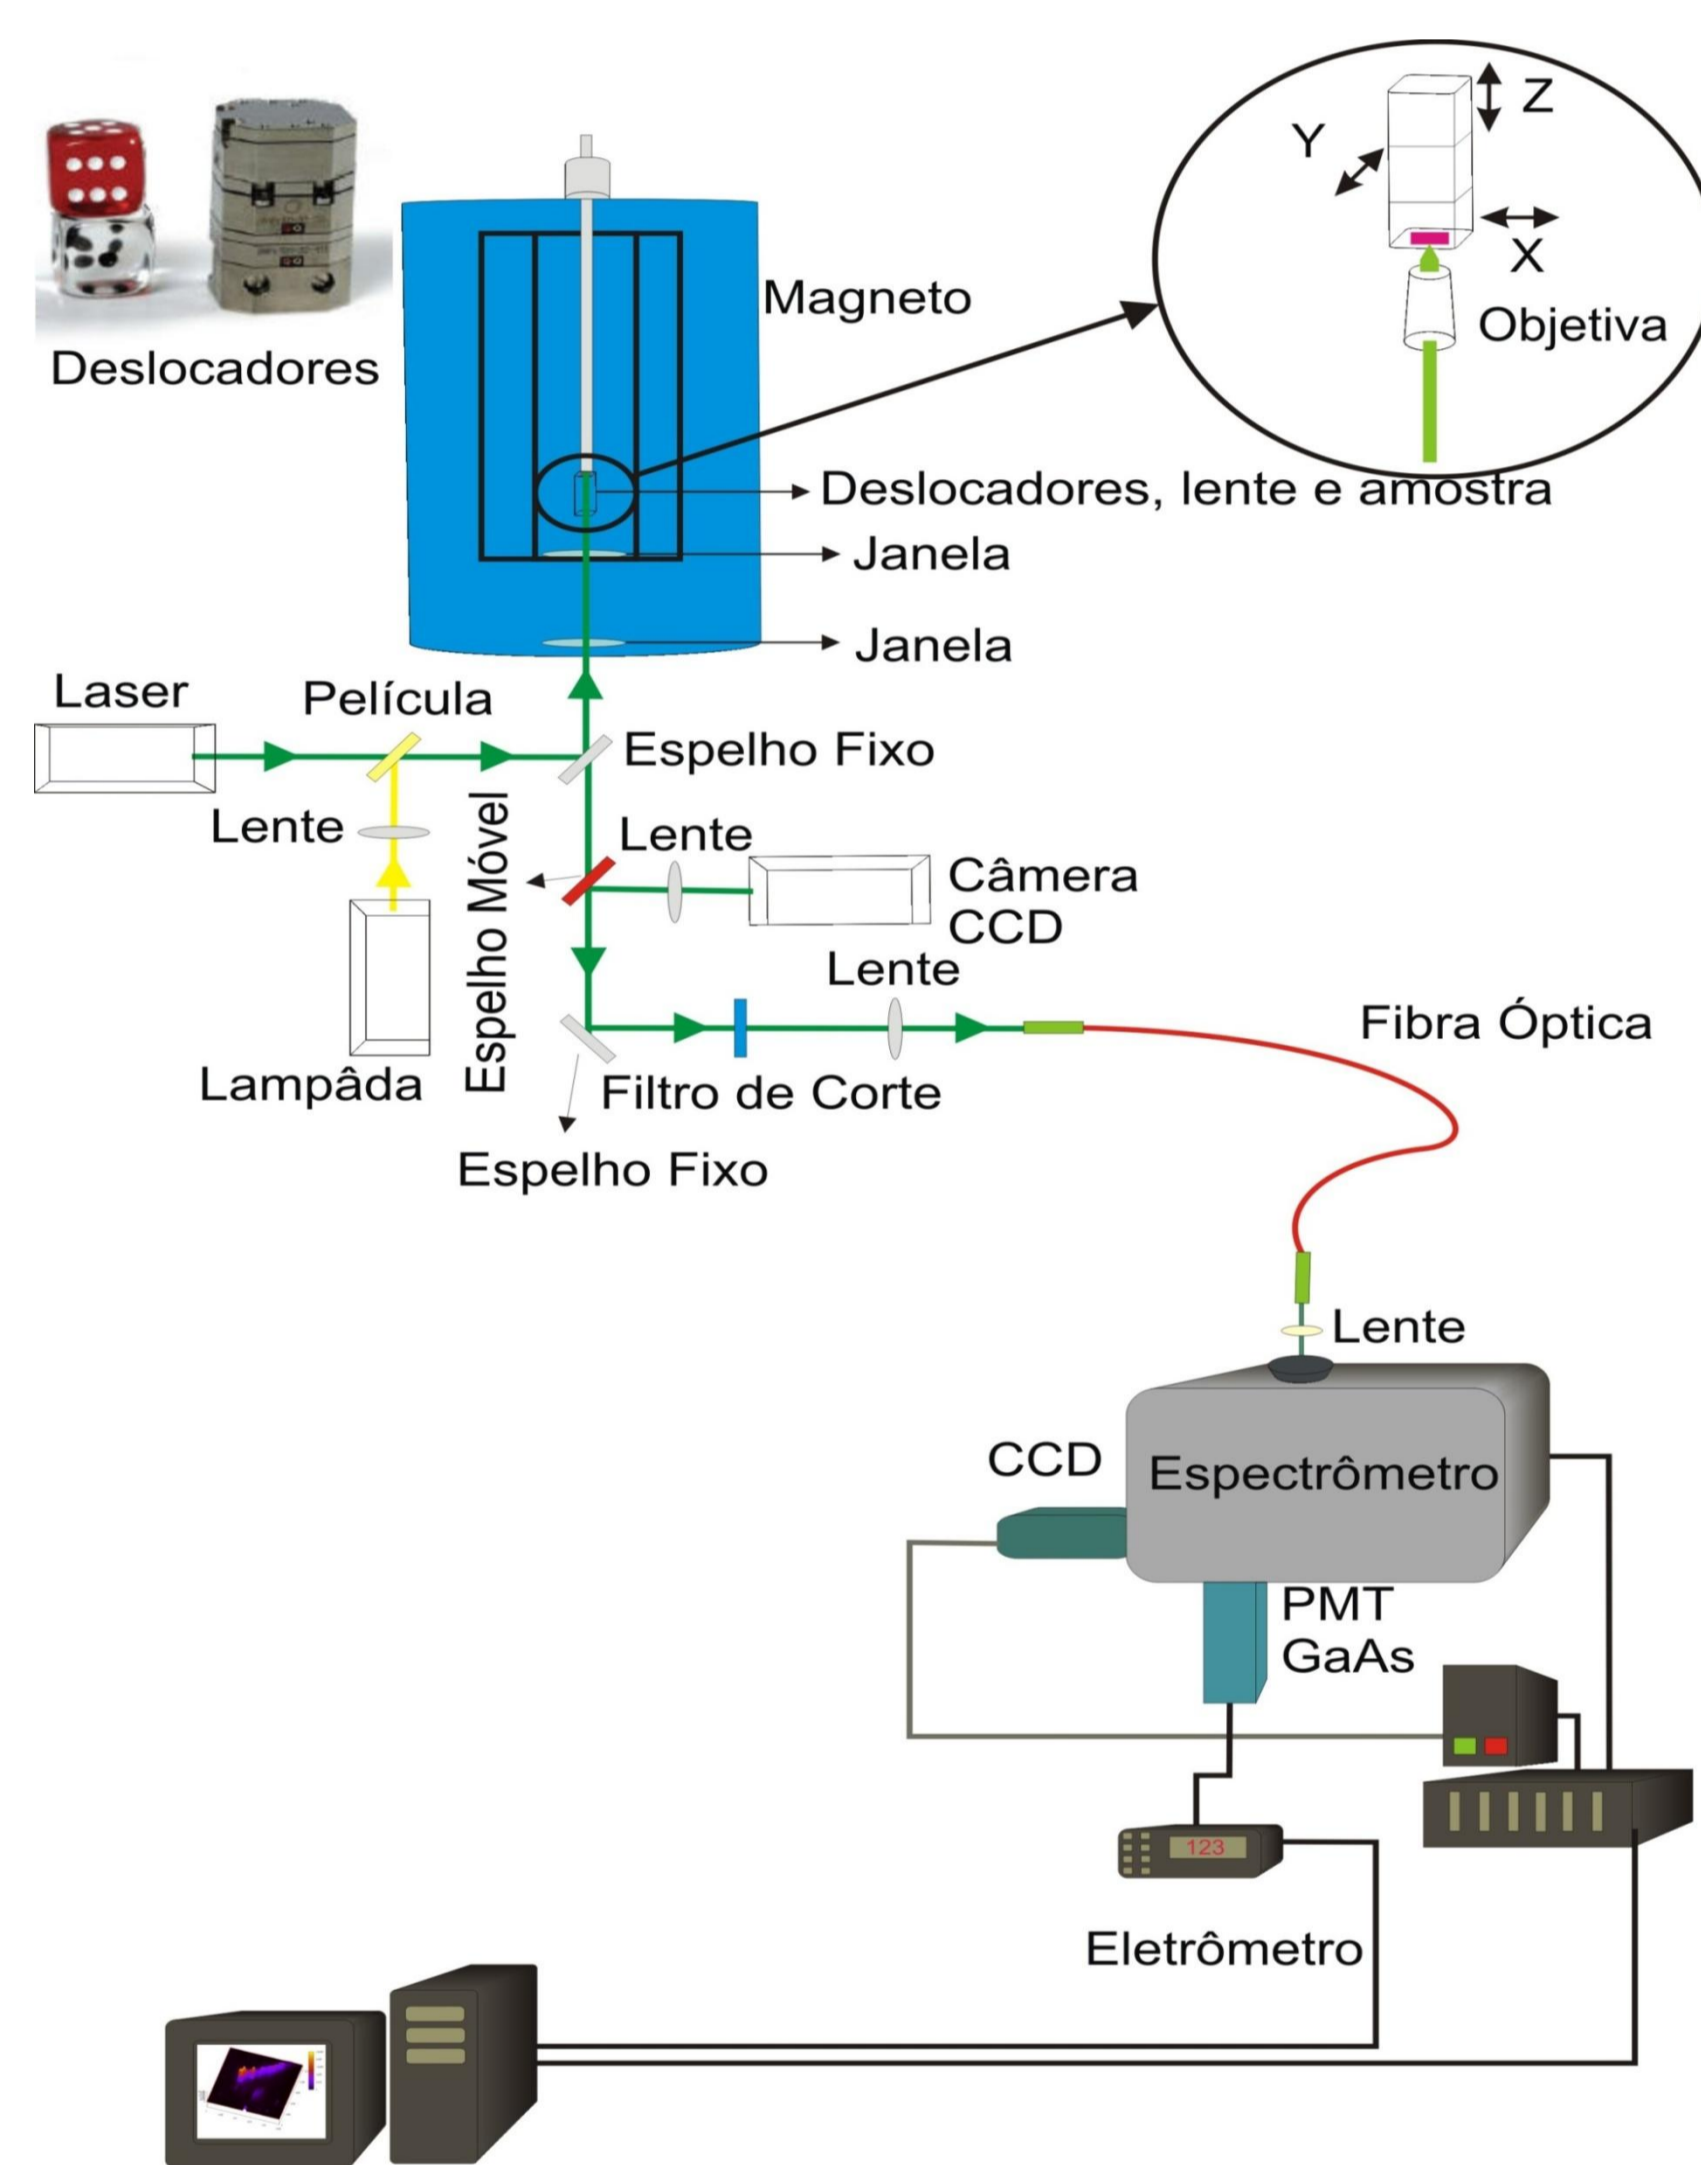 Z
Y
X
Objetiva
Magneto
Deslocadores
Deslocadores, lente e amostra
Janela
Janela
Laser
Película
Espelho Fixo
Lente
Espelho Móvel
Lente
Câmera
CCD
Lente
Fibra Óptica
Lampâda
Filtro de Corte
Espelho Fixo
Lente
CCD
Espectrômetro
PMT
GaAs
123
Eletrômetro